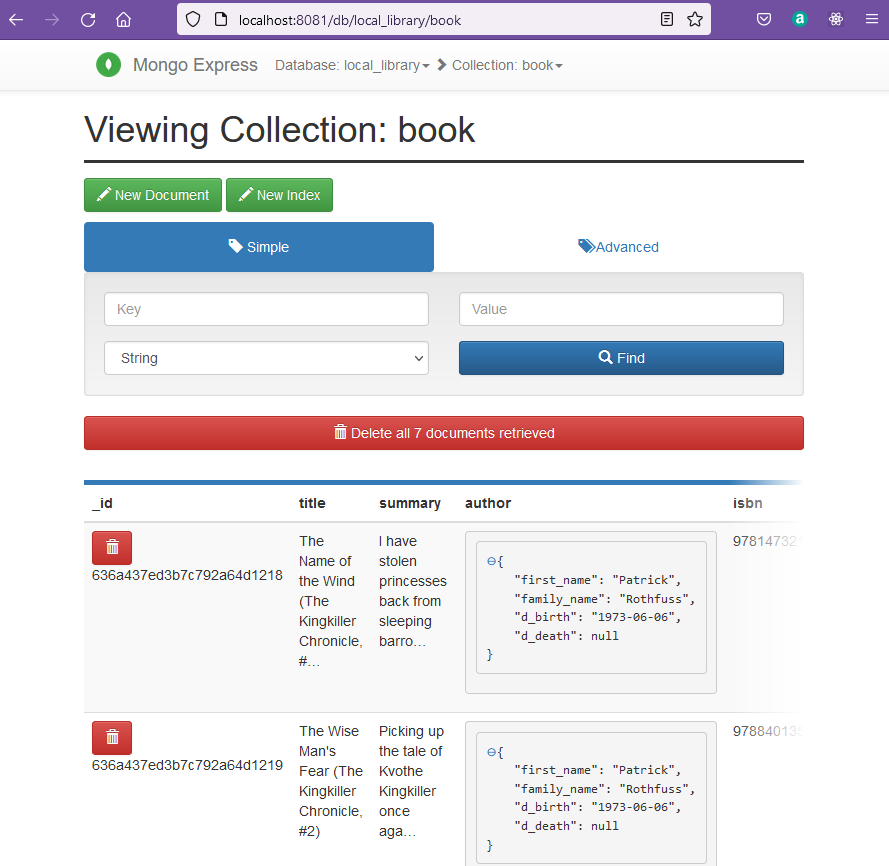 localhost:8081/db/local_library/book
a
Mongo Express Database: local_library Collection: book
Viewing Collection: book
New Document New Index
Simple Advanced
Key Value
String Find
Delete all 7 documents retrieved
_id title summary author isbn
636a437ed3b7c792a64d1218
The
Name of
the Wind
(The
Kingkiller
Chronicle,
#…
I have
stolen
princesses
back from
sleeping
barro…
{
"first_name": "Patrick",
"family_name": "Rothfuss",
"d_birth": "1973-06-06",
"d_death": null
}
9781473
636a437ed3b7c792a64d1219
The Wise
Man's
Fear (The
Kingkiller
Chronicle,
#2)
Picking up
the tale of
Kvothe
Kingkiller
once
aga…
{
"first_name": "Patrick",
"family_name": "Rothfuss",
"d_birth": "1973-06-06",
"d_death": null
}
97884013